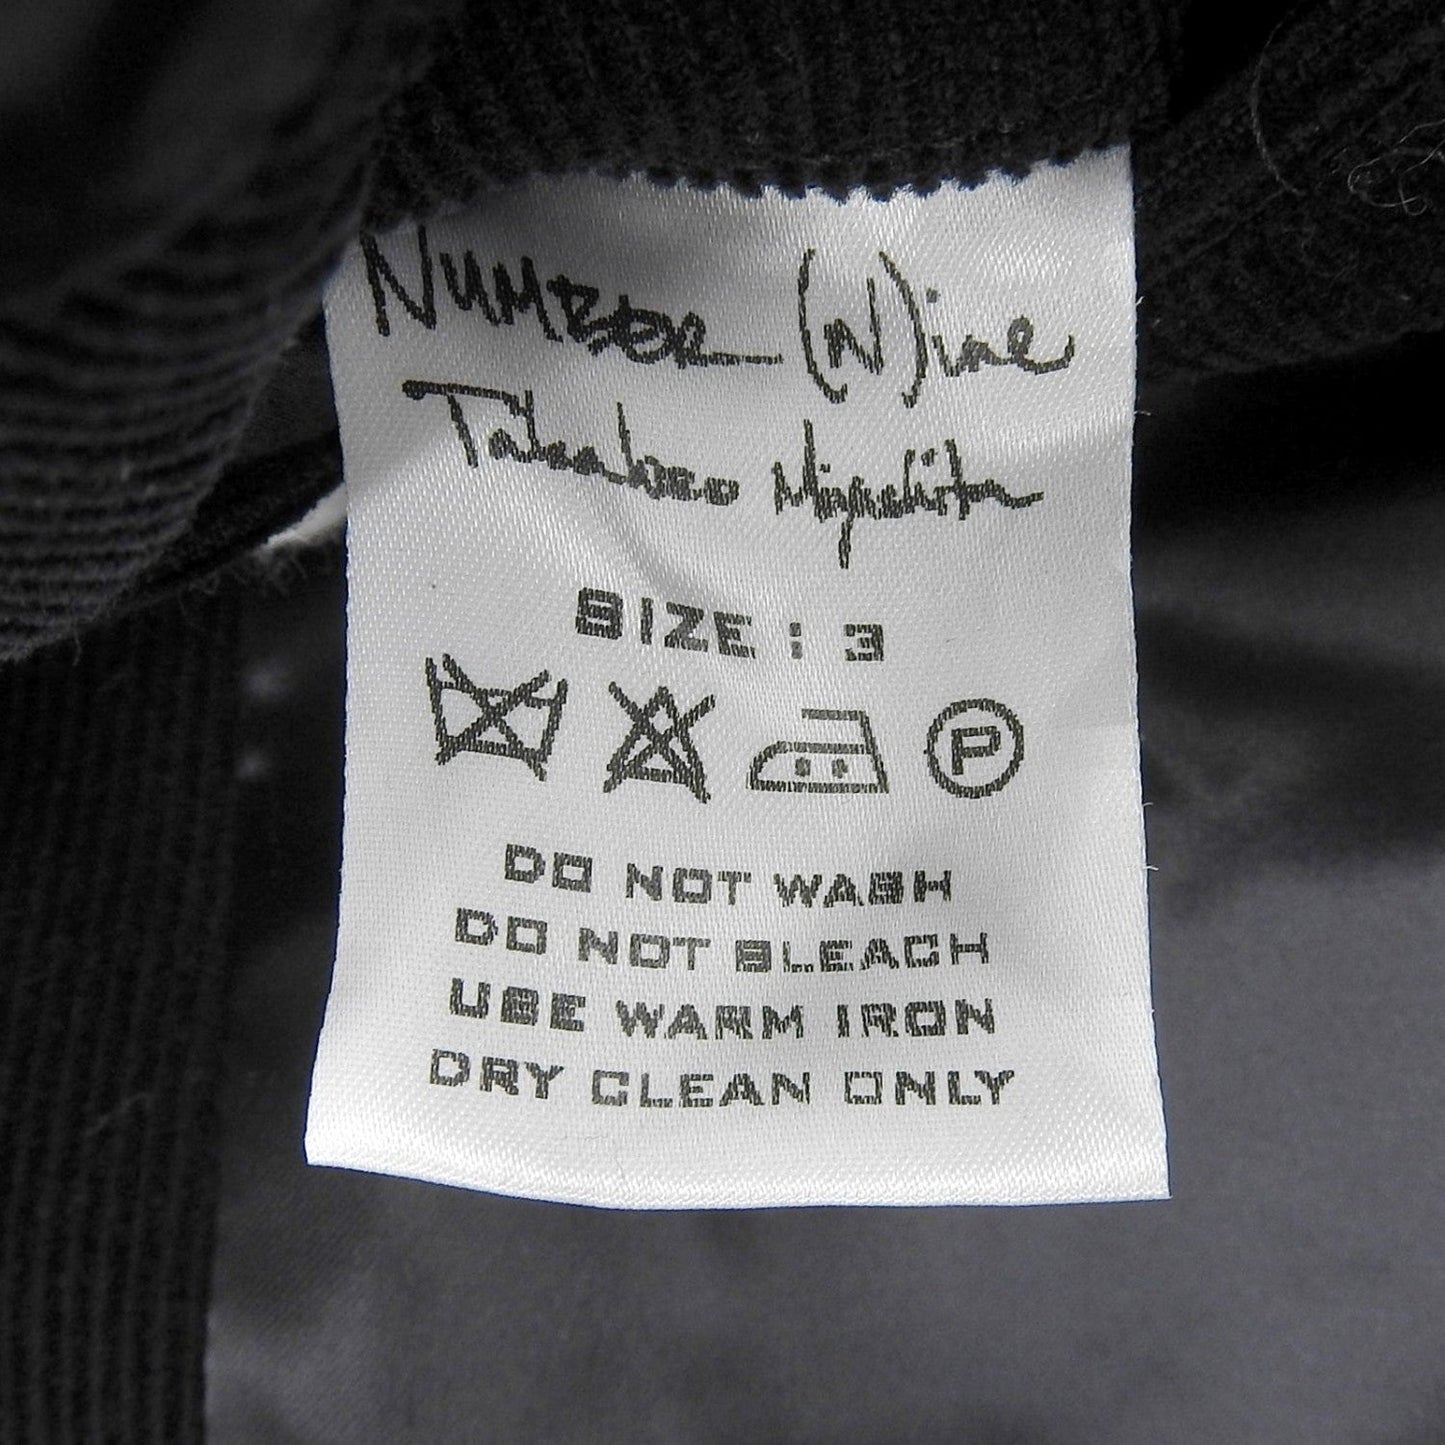 NUMBER (N)ine
Takahiro Miyashita
SIZE : 3
P
DO NOT WASH
DO NOT BLEACH
USE WARM IRON
DRY CLEAN ONLY